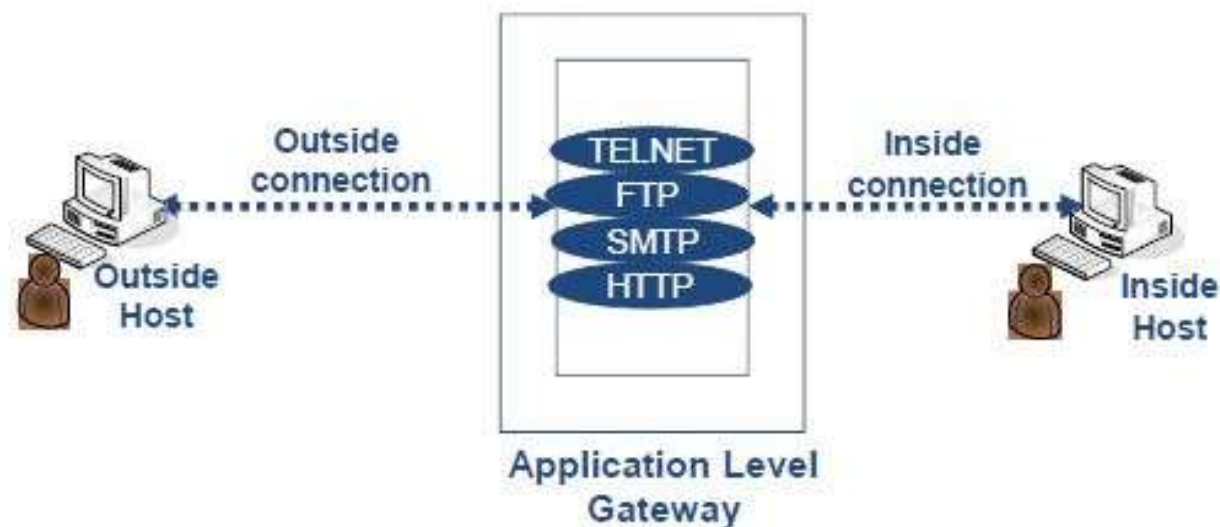 Outside
connection
Outside
Host
TELNET
FTP
SMTP
HTTP
Inside
connection
Inside
Host
Application Level
Gateway